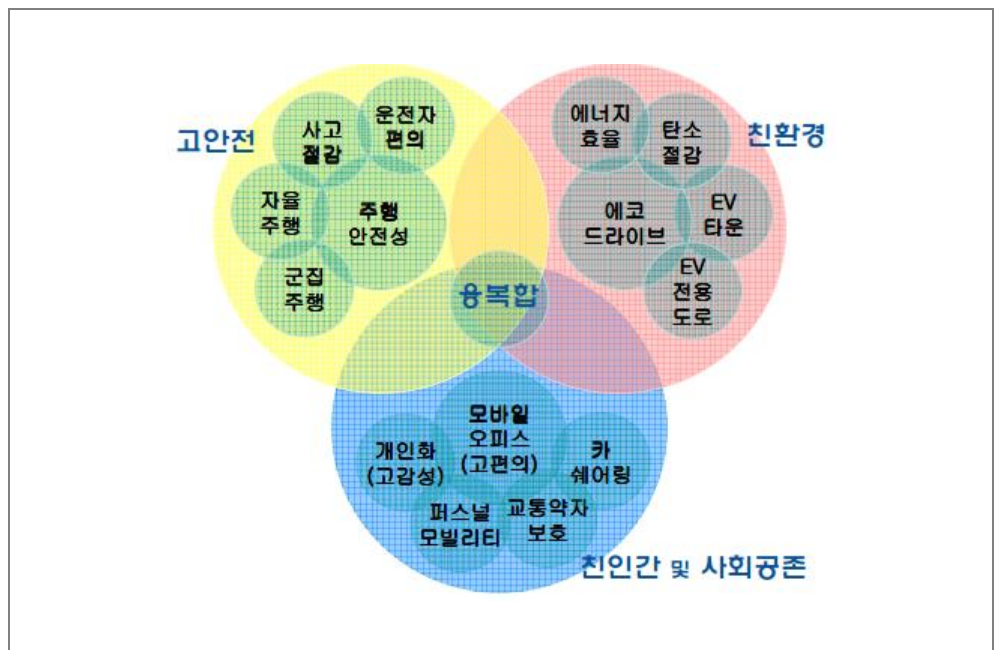 고안전
사고
절감
운전자
편의
자율
주행
주행
안전성
군집
주행
친환경
에너지
효율
탄소
절감
에코
드라이브
EV
타운
EV
전용
도로
융복합
모바일
오피스
(고편의)
개인화
(고감성)
카
쉐어링
퍼스널
모빌리티
교통약자
보호
친인간 및 사회공존